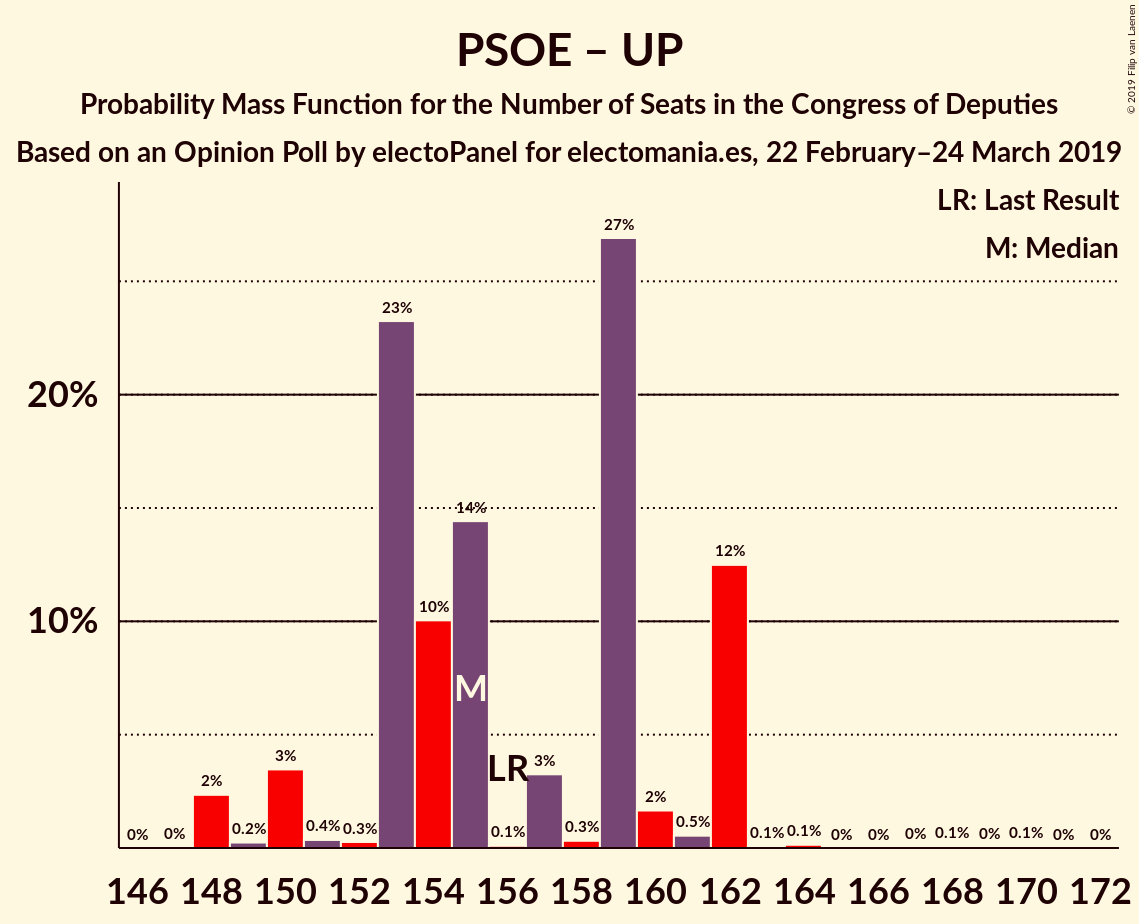 PSOE – UP
Probability Mass Function for the Number of Seats in the Congress of Deputies
Based on an Opinion Poll by electoPanel for electomania.es, 22 February–24 March 2019
© 2019 Filip van Laenen
LR: Last Result
M: Median
20%
10%
0% 0% 2% 0.2% 3% 0.4% 0.3% 23% 10% 14% 0.1% 3% 0.3% 27% 2% 0.5% 12% 0.1% 0.1% 0% 0% 0% 0.1% 0% 0.1% 0% 0%
M
LR
146 148 150 152 154 156 158 160 162 164 166 168 170 172